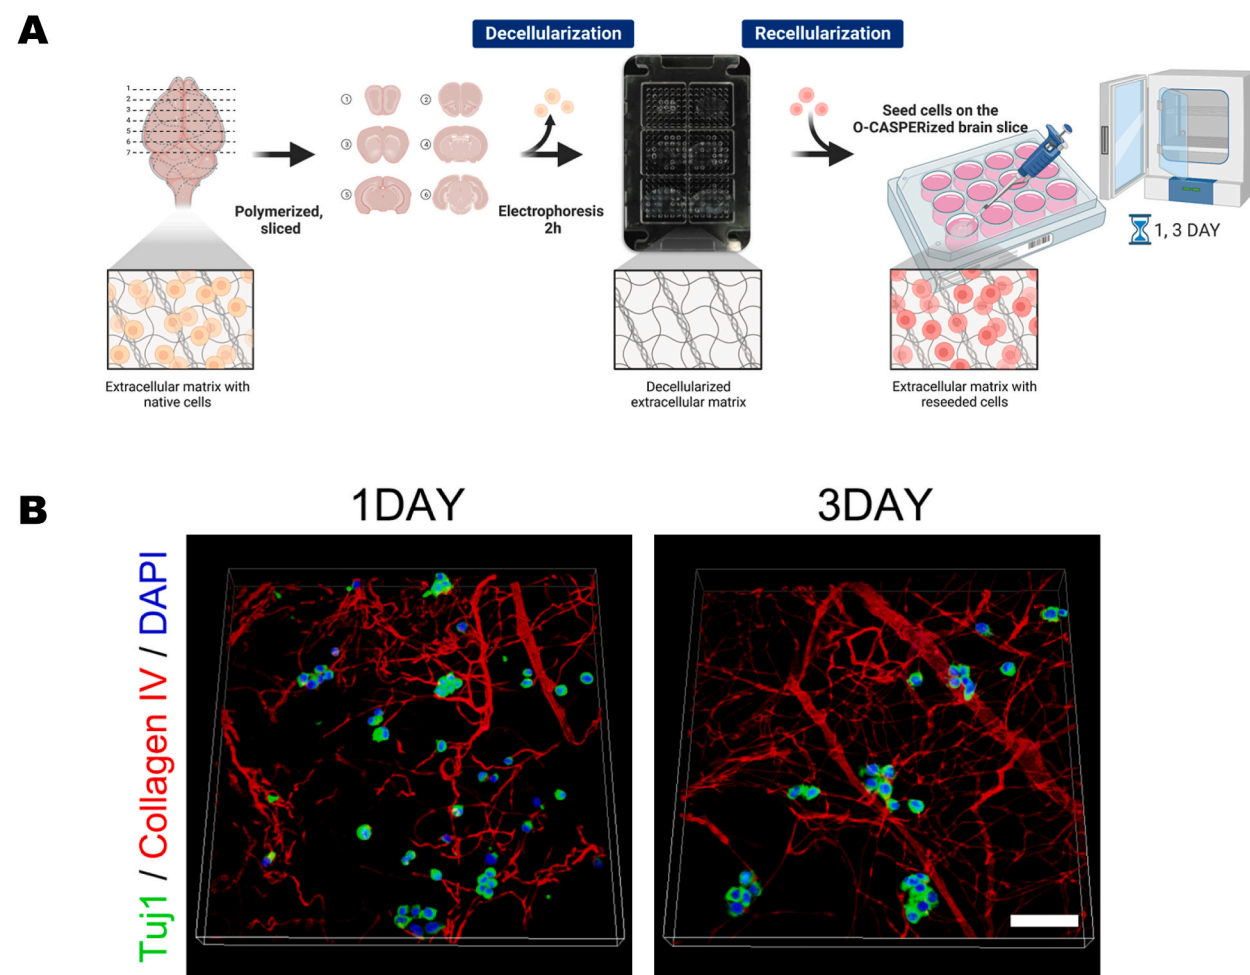 A
Decellularization
Recellularization
1
2
3
4
5
6
7
Polymerized,
sliced
1
2
3
4
5
6
Electrophoresis
2h
Seed cells on the
O-CASPERized brain slice
1, 3 DAY
Extracellular matrix with
native cells
Decellularized
extracellular matrix
Extracellular matrix with
reseeded cells
B
1DAY
3DAY
Tuj1 / Collagen IV / DAPI